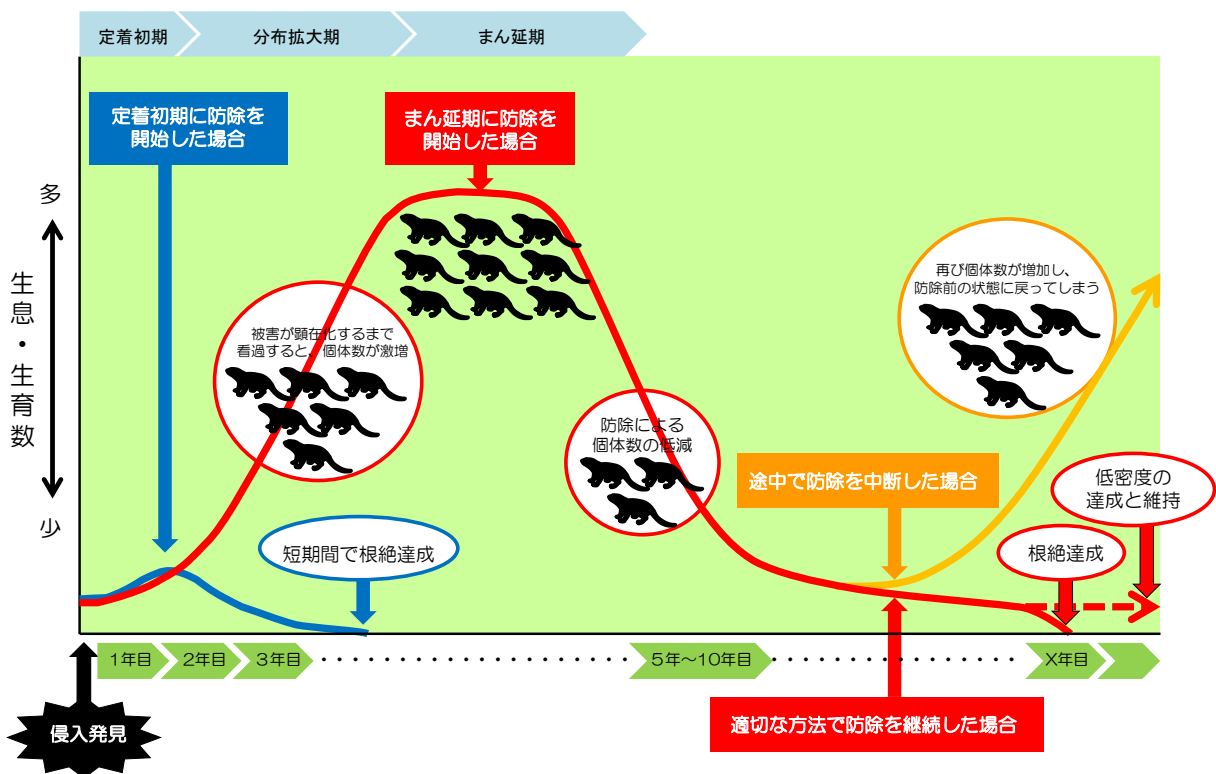 定着初期
分布拡大期
まん延期
定着初期に防除を
開始した場合
まん延期に防除を
開始した場合
多
生息・生育数
少
被害が顕在化するまで
看過すると、個体数が激増
再び個体数が増加し、
防除前の状態に戻ってしまう
防除による
個体数の低減
途中で防除を中断した場合
低密度の
達成と維持
短期間で根絶達成
根絶達成
1年目
2年目
3年目
5年~10年目
X年目
侵入発見
適切な方法で防除を継続した場合